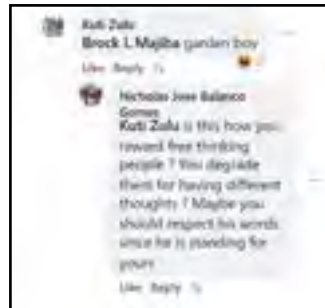 Kuti Zulu
Brock L Majiba garden boy
Like Reply
Nicholas Jose Balanco
Gomes
Kuti Zulu is this how you
reward free thinking
people ? You degrade
them for having different
thoughts ? Maybe you
should respect his words
since he is standing for
yours
Like Reply